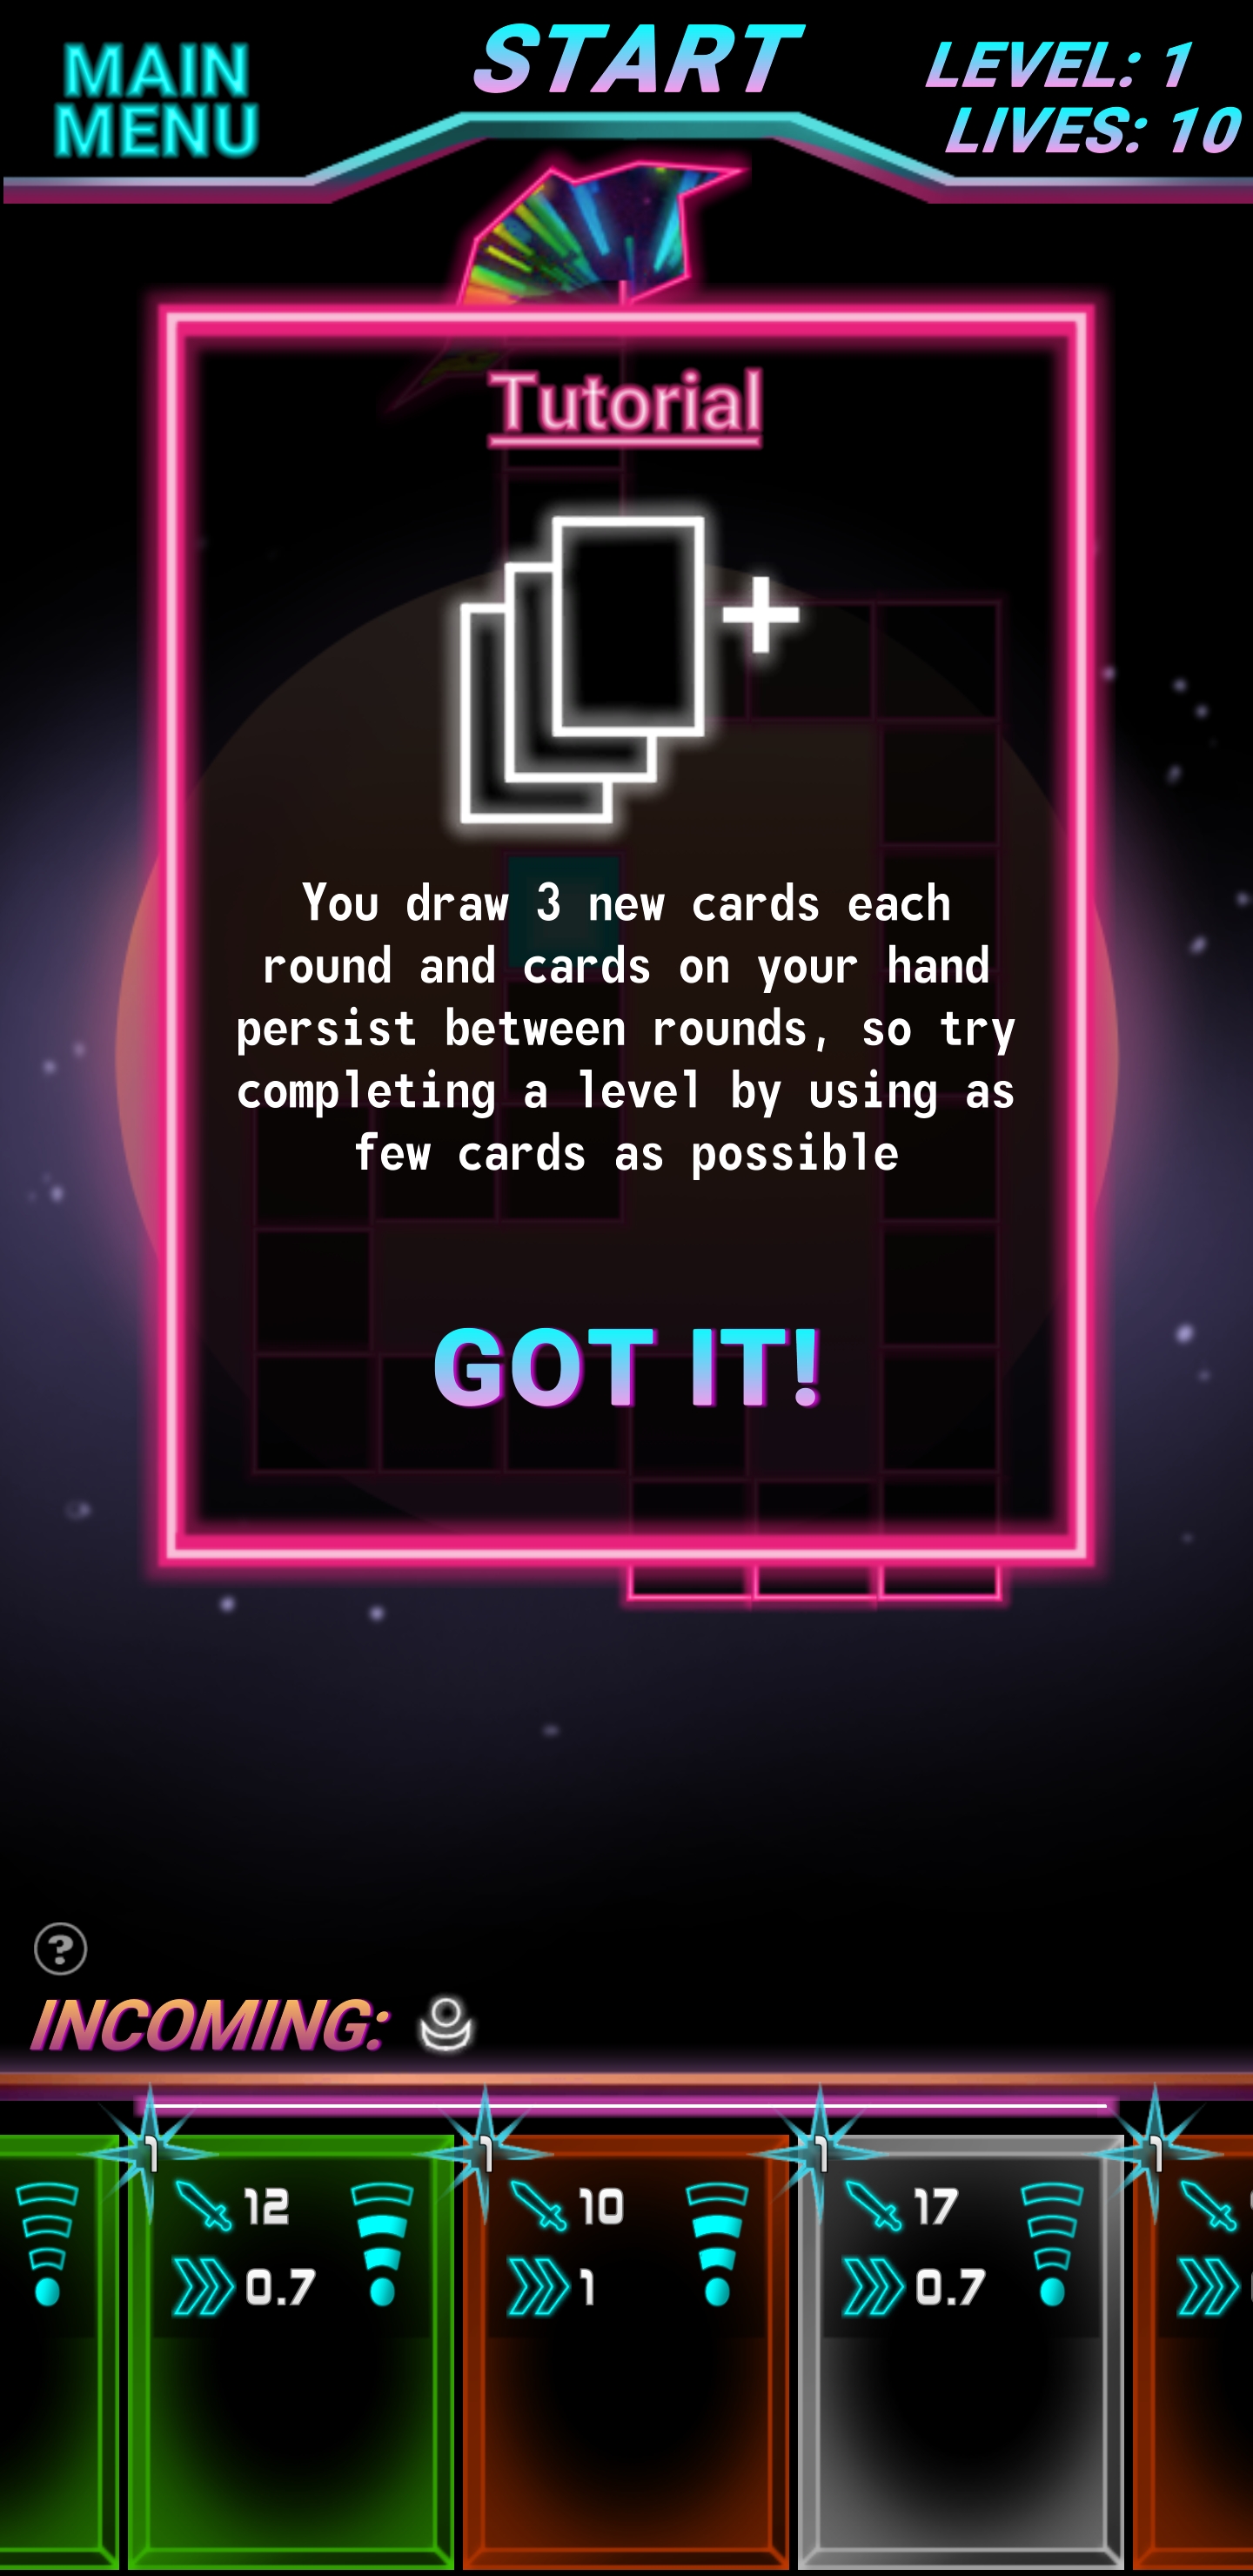 MAIN
MENU
START
LEVEL: 1
LIVES: 10
Tutorial
You draw 3 new cards each
round and cards on your hand
persist between rounds, so try
completing a level by using as
few cards as possible
GOT IT!
?
INCOMING:
1 1 1 1
12 10 17
0.7 1 0.7